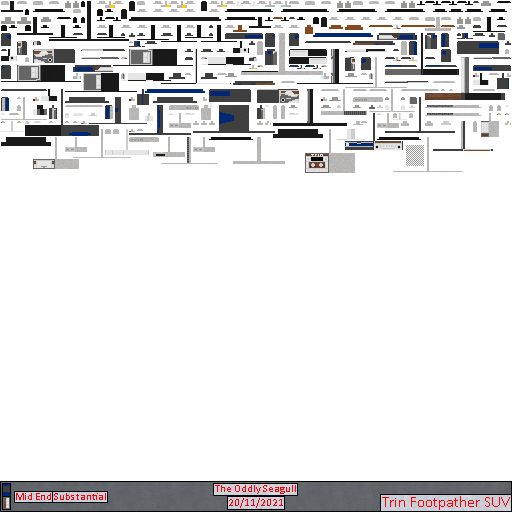 The Oddly Seagull
Mid End Substantial
20/11/2021
Trin Footpather SUV